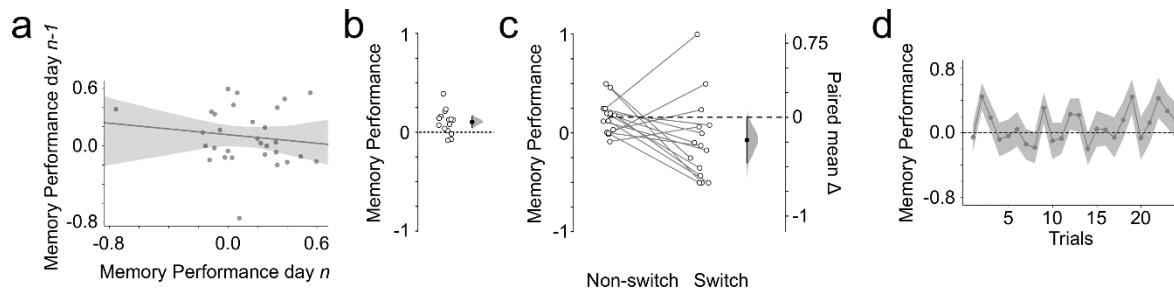 a
Memory Performance day n-1
0.6
0.0
-0.8
-0.8
0.0
0.6
Memory Performance day n
b
Memory Performance
1
0
-1
c
Memory Performance
1
0
-1
Non-switch
Switch
0.75
0
-1
Paired mean Δ
d
Memory Performance
0.8
0.0
-0.8
5
10
15
20
Trials